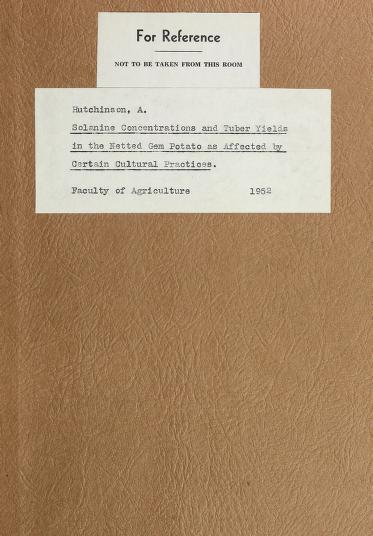 For Reference
NOT TO BE TAKEN FROM THIS ROOM
Hutchinson, A.
Solanine Concentrations and Tuber Yields
in the Netted Gem Potato as Affected by
Certain Cultural Practices.
Faculty of Agriculture 1952